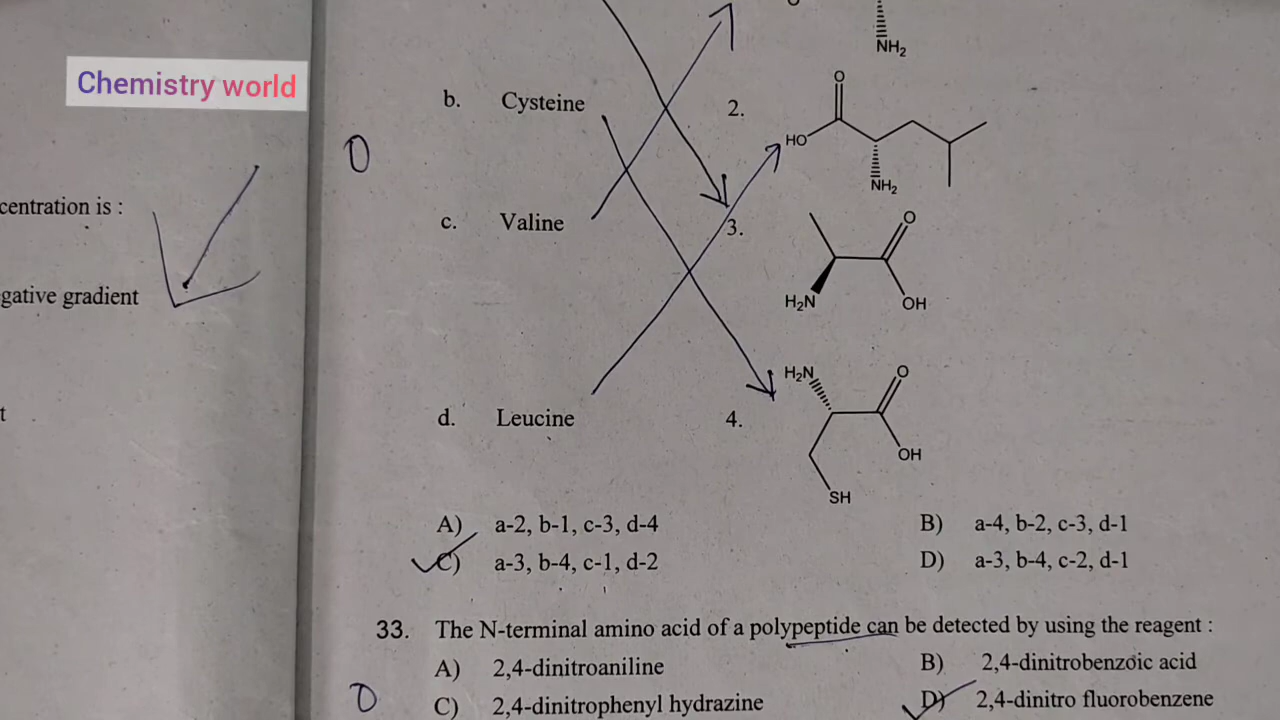 Chemistry world
centration is :
gative gradient
t
NH2
b. Cysteine 2.
O
HO
NH2
c. Valine 3.
O
H2N
OH
H2N
O
d. Leucine 4.
OH
SH
A) a-2, b-1, c-3, d-4 B) a-4, b-2, c-3, d-1
C) a-3, b-4, c-1, d-2 D) a-3, b-4, c-2, d-1
33. The N-terminal amino acid of a polypeptide can be detected by using the reagent :
A) 2,4-dinitroaniline B) 2,4-dinitrobenzoic acid
C) 2,4-dinitrophenyl hydrazine D) 2,4-dinitro fluorobenzene